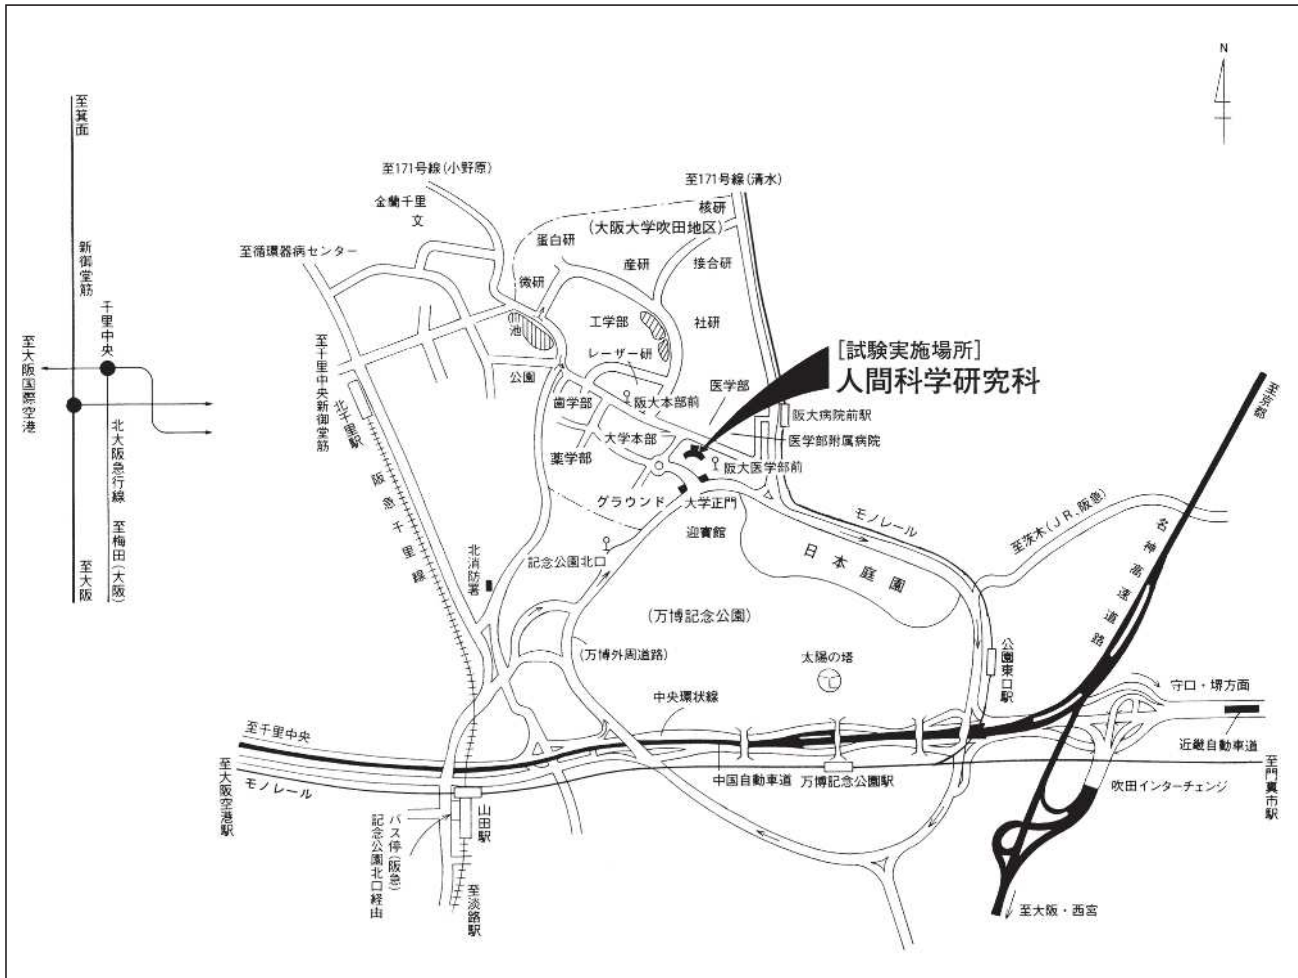 N
至箕面
新御堂筋
千里中央
至大阪国際空港
北大阪急行線
至梅田(大阪)
至大阪
至171号線(小野原)
金蘭千里
文
至循環器病センター
至171号線(清水)
核研
(大阪大学吹田地区)
蛋白研
産研
接合研
微研
池
工学部
社研
レーザー研
公園
歯学部
阪大本部前
医学部
[試験実施場所]
人間科学研究科
阪大病院前駅
医学部附属病院
大学本部
薬学部
阪大医学部前
グラウンド
大学正門
迎賓館
記念公園北口
モノレール
日本庭園
至茨木(JR、阪急)
至京都
名神高速道路
至千里中央新御堂筋
北千里駅
阪急千里線
北消防署
(万博記念公園)
(万博外周道路)
太陽の塔
公園東口駅
中央環状線
守口・堺方面
近畿自動車道
至千里中央
至大阪空港駅
モノレール
中国自動車道
万博記念公園駅
吹田インターチェンジ
至門真市駅
山田駅
バス停(阪急)
記念公園北口経由
至淡路駅
至大阪・西宮